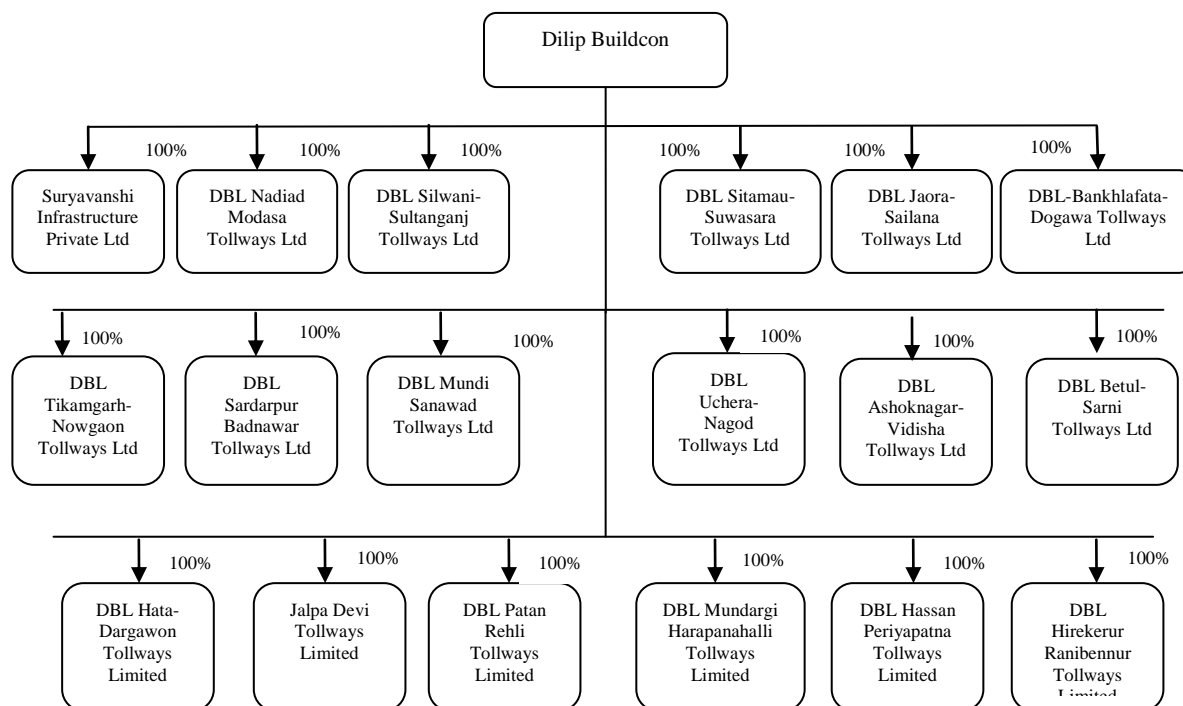 Dilip Buildcon
100%
100%
100%
100%
100%
100%
Suryavanshi
Infrastructure
Private Ltd
DBL Nadiad
Modasa
Tollways Ltd
DBL Silwani-
Sultanganj
Tollways Ltd
DBL Sitamau-
Suwasara
Tollways Ltd
DBL Jaora-
Sailana
Tollways Ltd
DBL-Bankhlafata-
Dogawa Tollways
Ltd
100%
100%
100%
100%
100%
100%
DBL
Tikamgarh-
Nowgaon
Tollways Ltd
DBL
Sardarpur
Badnawar
Tollways Ltd
DBL Mundi
Sanawad
Tollways Ltd
DBL
Uchera-
Nagod
Tollways Ltd
DBL
Ashoknagar-
Vidisha
Tollways Ltd
DBL Betul-
Sarni
Tollways Ltd
100%
100%
100%
100%
100%
100%
DBL Hata-
Dargawon
Tollways
Limited
Jalpa Devi
Tollways
Limited
DBL Patan
Rehli
Tollways
Limited
DBL Mundargi
Harapanahalli
Tollways
Limited
DBL Hassan
Periyapatna
Tollways
Limited
DBL
Hirekerur
Ranibennur
Tollways
Limited